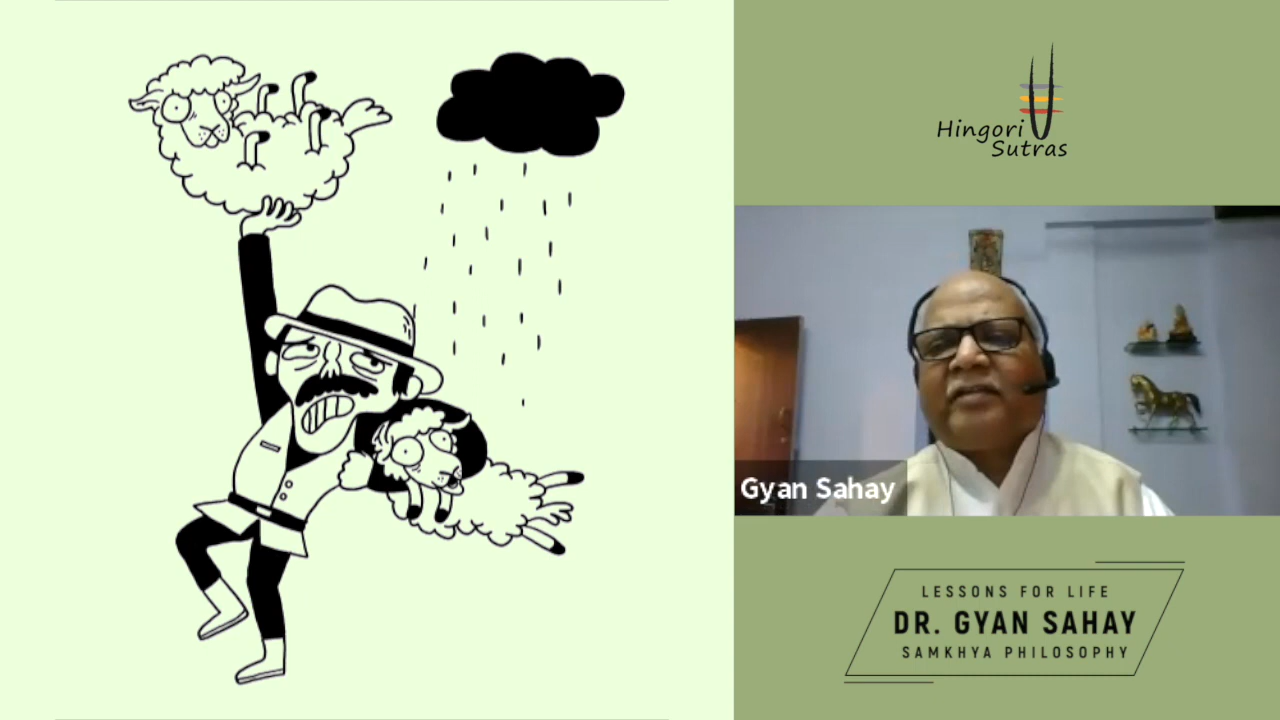 Hingori
Sutras
Gyan Sahay
LESSONS FOR LIFE
DR. GYAN SAHAY
SAMKHYA PHILOSOPHY